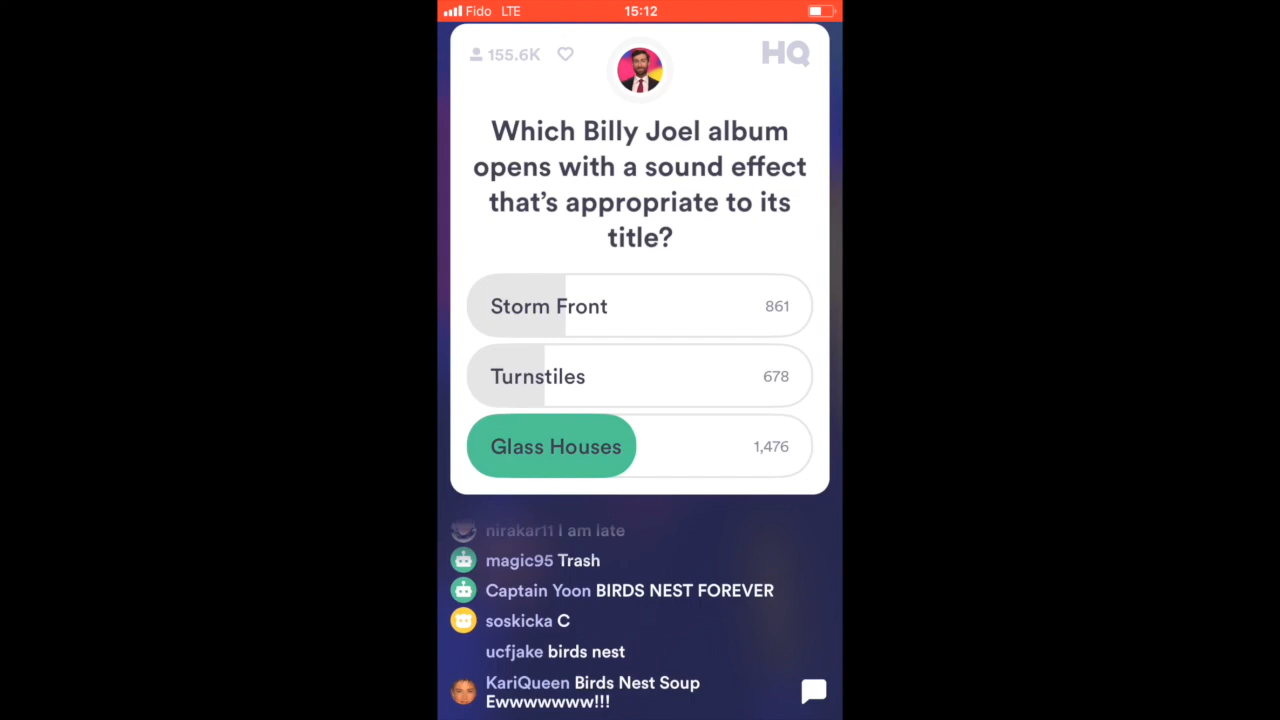 Fido LTE 15:12
155.6K HQ
Which Billy Joel album
opens with a sound effect
that's appropriate to its
title?
Storm Front 861
Turnstiles 678
Glass Houses 1,476
nirakar11 I am late
magic95 Trash
Captain Yoon BIRDS NEST FOREVER
soskicka C
ucfjake birds nest
KariQueen Birds Nest Soup
Ewwwwwww!!!